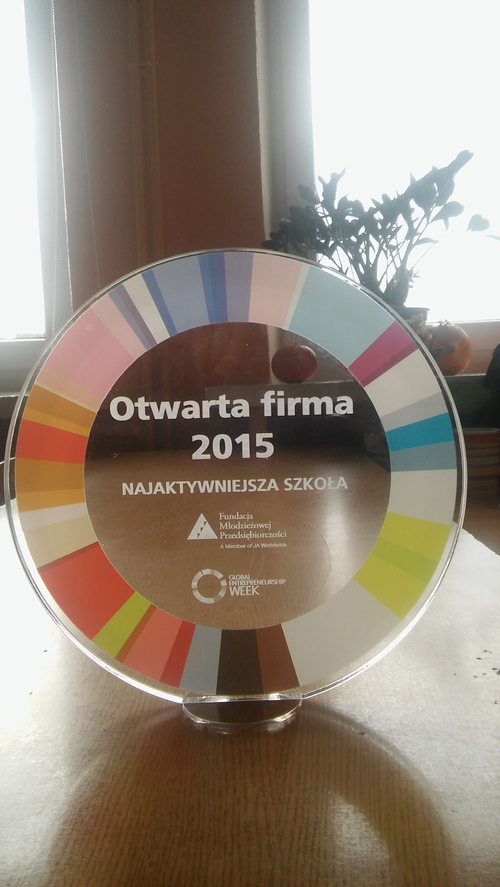 Otwarta firma
2015
NAJAKTYWNIEJSZA SZKOŁA
Fundacja
Młodzieżowej
Przedsiębiorczości
A Member of JA Worldwide
GLOBAL
ENTREPRENEURSHIP
WEEK